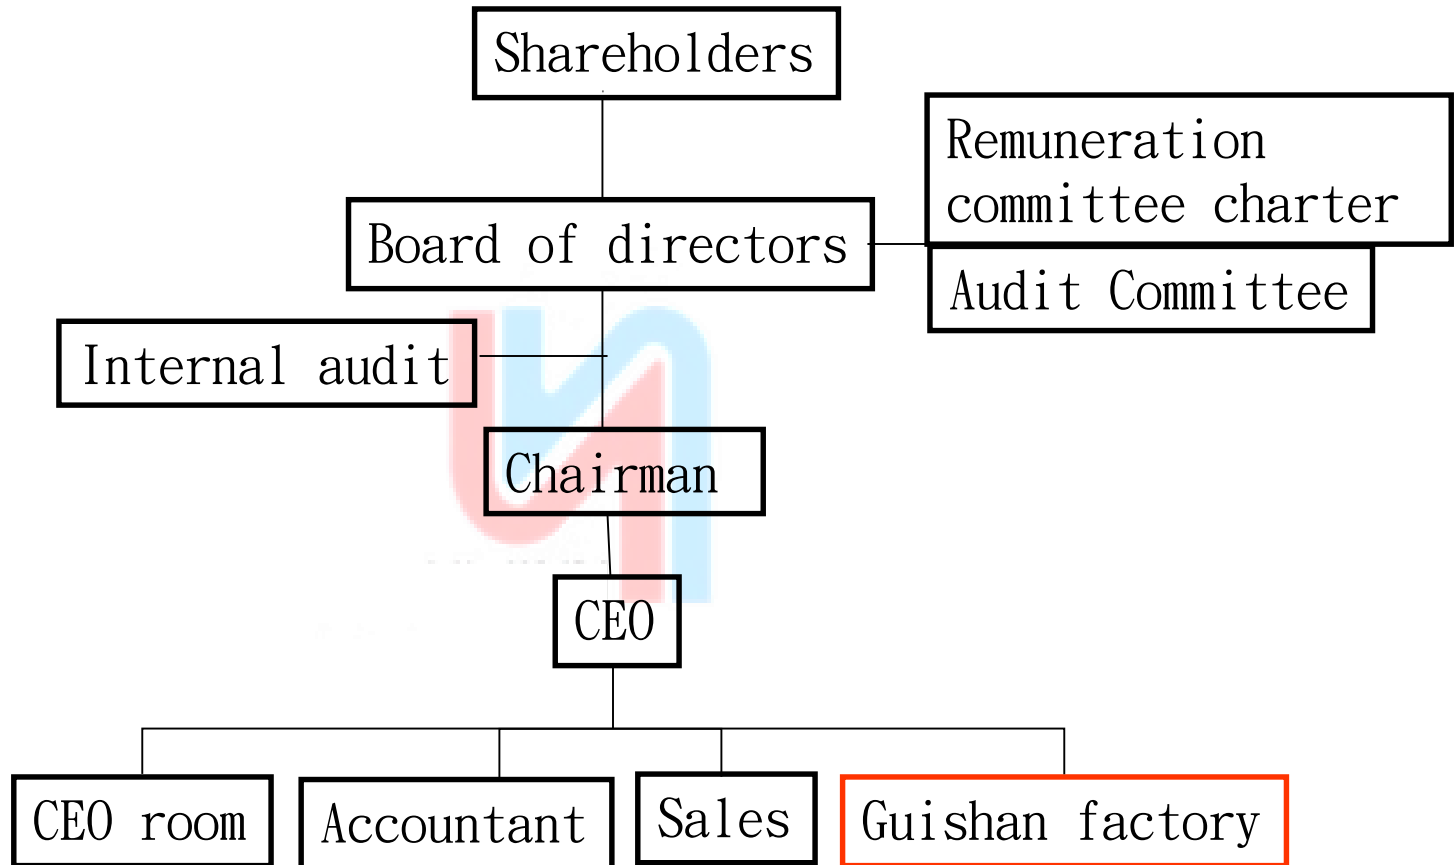 Shareholders
Remuneration
committee charter
Board of directors
Audit Committee
Internal audit
Chairman
CEO
CEO room
Accountant
Sales
Guishan factory